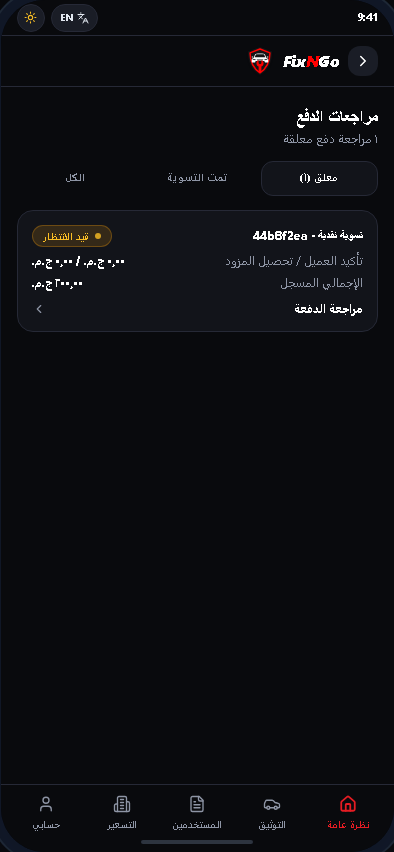 9:41
EN
FixNGo
مراجعات الدفع
١ مراجعة دفع معلقة
معلق (١)
تمت التسوية
الكل
تسوية نقدية - 44b6f2ea
قيد الانتظار
تأكيد العميل / تحصيل المزود
٠٫٠٠ ج.م. / ٠٫٠٠ ج.م.
الإجمالي المسجل
٢٠٠٫٠٠ ج.م.
مراجعة الدفعة
نظرة عامة
التوثيق
المستخدمين
التسعير
حسابي